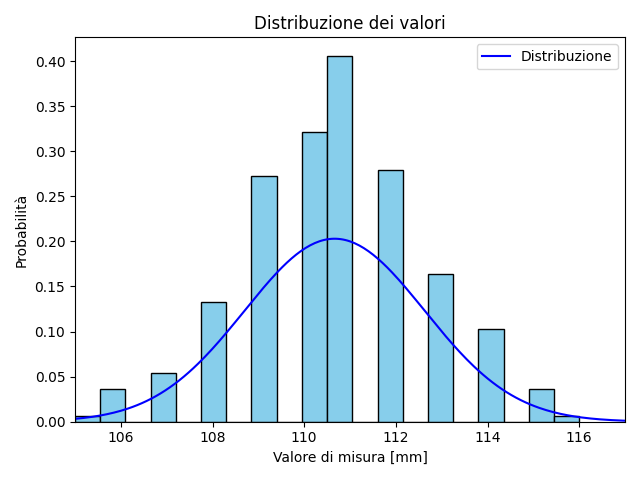 Distribuzione dei valori
Distribuzione
Probabilità
0.40
0.35
0.30
0.25
0.20
0.15
0.10
0.05
0.00
106 108 110 112 114 116
Valore di misura [mm]